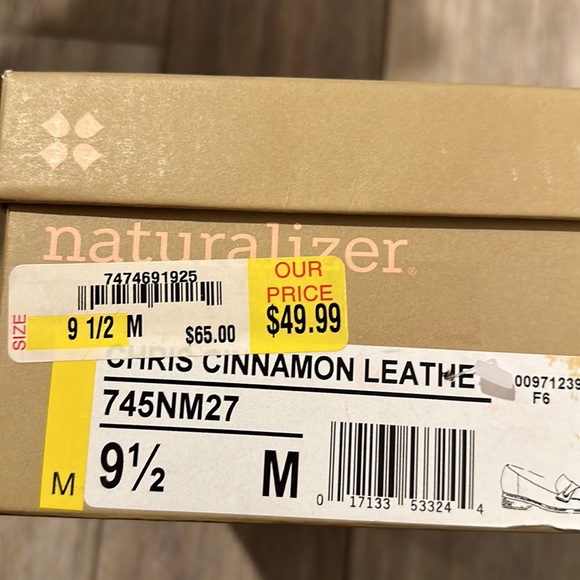 naturalizer®
7474691925
SIZE
9 1/2 M
$65.00
OUR
PRICE
$49.99
CHRIS CINNAMON LEATHE
745NM27
9½ M
M
0 17133 53324 4
00971239
F6